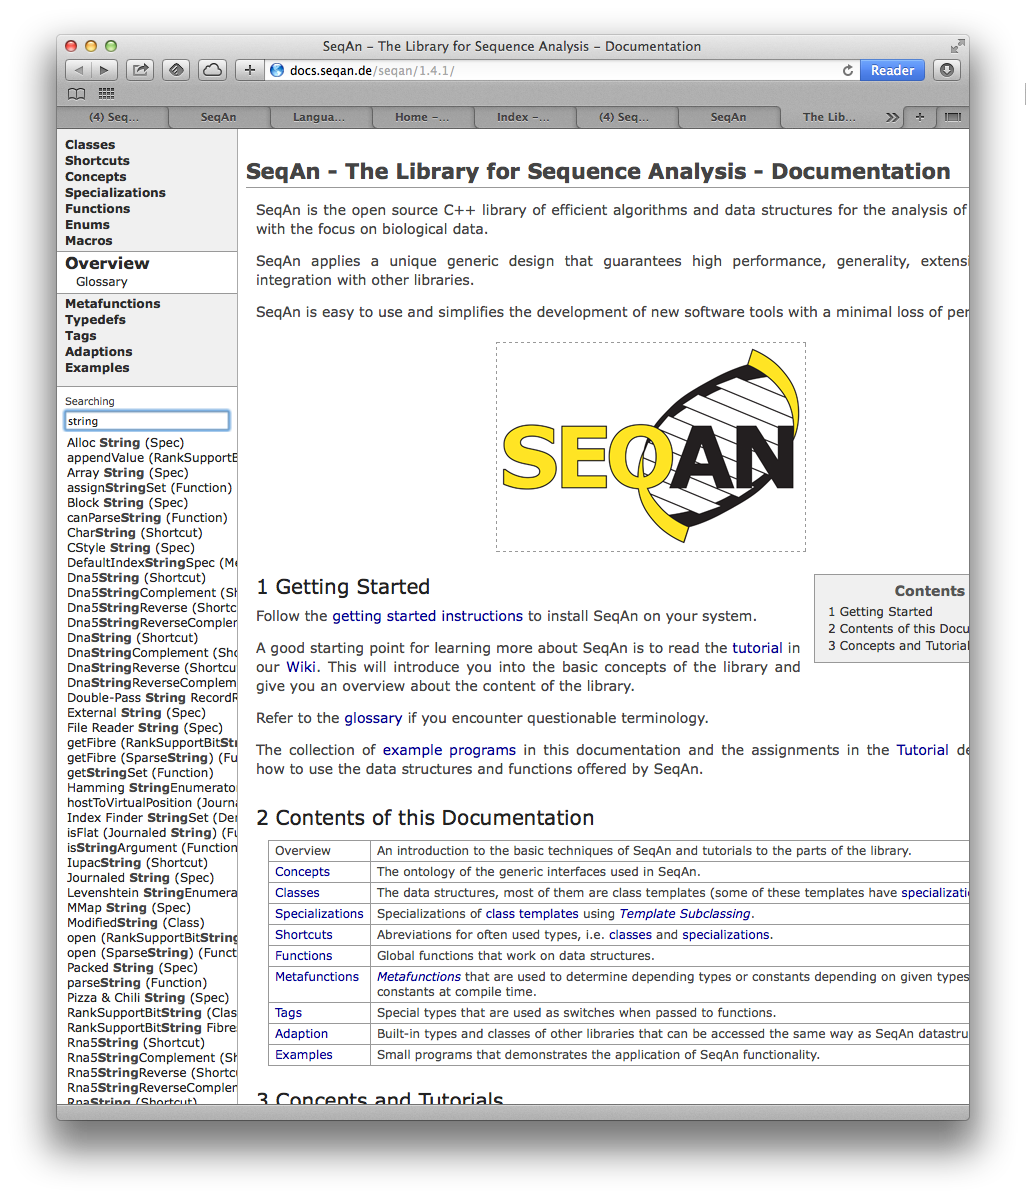 SeqAn – The Library for Sequence Analysis – Documentation
docs.seqan.de/seqan/1.4.1/
Reader
(4) Seq...
SeqAn
Langua...
Home –...
Index –...
(4) Seq...
SeqAn
The Lib...
Classes
Shortcuts
Concepts
Specializations
Functions
Enums
Macros
Overview
Glossary
Metafunctions
Typedefs
Tags
Adaptions
Examples
Searching
string
Alloc String (Spec)
appendValue (RankSupportB
Array String (Spec)
assignStringSet (Function)
Block String (Spec)
canParseString (Function)
CharString (Shortcut)
CStyle String (Spec)
DefaultIndexStringSpec (Me
Dna5String (Shortcut)
Dna5StringComplement (Sh
Dna5StringReverse (Shortc
Dna5StringReverseComplem
DnaString (Shortcut)
DnaStringComplement (Sho
DnaStringReverse (Shortcu
DnaStringReverseComplem
Double-Pass String RecordR
External String (Spec)
File Reader String (Spec)
getFibre (RankSupportBitStri
getFibre (SparseString) (Fu
getStringSet (Function)
Hamming StringEnumerato
hostToVirtualPosition (Journa
Index Finder StringSet (Den
isFlat (Journaled String) (Fu
isStringArgument (Function
IupacString (Shortcut)
Journaled String (Spec)
Levenshtein StringEnumera
MMap String (Spec)
ModifiedString (Class)
open (RankSupportBitString
open (SparseString) (Funct
Packed String (Spec)
parseString (Function)
Pizza & Chili String (Spec)
RankSupportBitString (Clas
RankSupportBitString Fibre
Rna5String (Shortcut)
Rna5StringComplement (Sh
Rna5StringReverse (Shortc
Rna5StringReverseComplem
RnaString (Shortcut)
SeqAn - The Library for Sequence Analysis - Documentation
SeqAn is the open source C++ library of efficient algorithms and data structures for the analysis of
with the focus on biological data.
SeqAn applies a unique generic design that guarantees high performance, generality, extensi
integration with other libraries.
SeqAn is easy to use and simplifies the development of new software tools with a minimal loss of per
SEQAN
1 Getting Started
Follow the getting started instructions to install SeqAn on your system.
A good starting point for learning more about SeqAn is to read the tutorial in
our Wiki. This will introduce you into the basic concepts of the library and
give you an overview about the content of the library.
Refer to the glossary if you encounter questionable terminology.
The collection of example programs in this documentation and the assignments in the Tutorial de
how to use the data structures and functions offered by SeqAn.
Contents
1 Getting Started
2 Contents of this Docu
3 Concepts and Tutorial
2 Contents of this Documentation
Overview An introduction to the basic techniques of SeqAn and tutorials to the parts of the library.
Concepts The ontology of the generic interfaces used in SeqAn.
Classes The data structures, most of them are class templates (some of these templates have specializatio
Specializations Specializations of class templates using Template Subclassing.
Shortcuts Abreviations for often used types, i.e. classes and specializations.
Functions Global functions that work on data structures.
Metafunctions Metafunctions that are used to determine depending types or constants depending on given types
constants at compile time.
Tags Special types that are used as switches when passed to functions.
Adaption Built-in types and classes of other libraries that can be accessed the same way as SeqAn datastru
Examples Small programs that demonstrates the application of SeqAn functionality.
3 Concepts and Tutorials